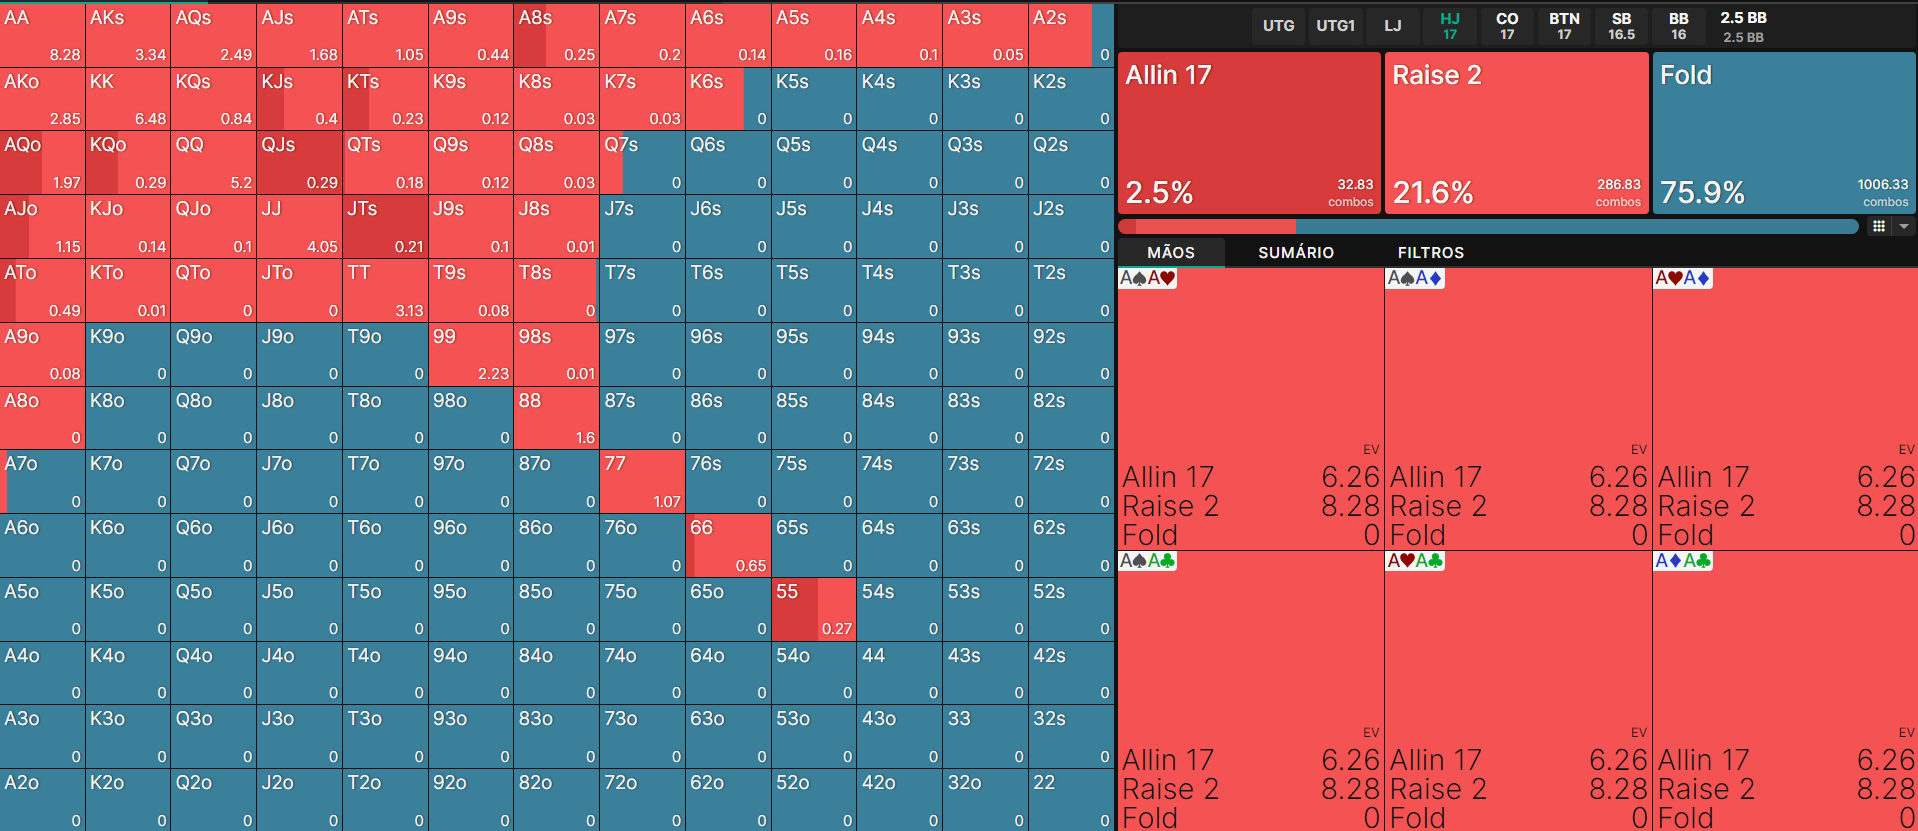 AA AKs AQs AJs ATs A9s A8s A7s A6s A5s A4s A3s A2s
8.28 3.34 2.49 1.68 1.05 0.44 0.25 0.2 0.14 0.16 0.1 0.05 0
AKo KK KQs KJs KTs K9s K8s K7s K6s K5s K4s K3s K2s
2.85 6.48 0.84 0.4 0.23 0.12 0.03 0.03 0 0 0 0 0
AQo KQo QQ QJs QTs Q9s Q8s Q7s Q6s Q5s Q4s Q3s Q2s
1.97 0.29 5.2 0.29 0.18 0.12 0.03 0 0 0 0 0 0
AJo KJo QJo JJ JTs J9s J8s J7s J6s J5s J4s J3s J2s
1.15 0.14 0.1 4.05 0.21 0.1 0.01 0 0 0 0 0 0
ATo KTo QTo JTo TT T9s T8s T7s T6s T5s T4s T3s T2s
0.49 0.01 0 0 3.13 0.08 0 0 0 0 0 0 0
A9o K9o Q9o J9o T9o 99 98s 97s 96s 95s 94s 93s 92s
0.08 0 0 0 0 2.23 0.01 0 0 0 0 0 0
A8o K8o Q8o J8o T8o 98o 88 87s 86s 85s 84s 83s 82s
0 0 0 0 0 0 1.6 0 0 0 0 0 0
A7o K7o Q7o J7o T7o 97o 87o 77 76s 75s 74s 73s 72s
0 0 0 0 0 0 0 1.07 0 0 0 0 0
A6o K6o Q6o J6o T6o 96o 86o 76o 66 65s 64s 63s 62s
0 0 0 0 0 0 0 0 0.65 0 0 0 0
A5o K5o Q5o J5o T5o 95o 85o 75o 65o 55 54s 53s 52s
0 0 0 0 0 0 0 0 0 0.27 0 0 0
A4o K4o Q4o J4o T4o 94o 84o 74o 64o 54o 44 43s 42s
0 0 0 0 0 0 0 0 0 0 0 0 0
A3o K3o Q3o J3o T3o 93o 83o 73o 63o 53o 43o 33 32s
0 0 0 0 0 0 0 0 0 0 0 0 0
A2o K2o Q2o J2o T2o 92o 82o 72o 62o 52o 42o 32o 22
0 0 0 0 0 0 0 0 0 0 0 0 0
UTG UTG1 LJ HJ CO BTN SB BB 2.5 BB
17 17 17 16.5 16 2.5 BB
Allin 17 Raise 2 Fold
2.5% 32.83 combos 21.6% 286.83 combos 75.9% 1006.33 combos
MÃOS SUMÁRIO FILTROS
A♠A♥ A♠A♦ A♥A♦
EV EV EV
Allin 17 6.26 Allin 17 6.26 Allin 17 6.26
Raise 2 8.28 Raise 2 8.28 Raise 2 8.28
Fold 0 Fold 0 Fold 0
A♠A♣ A♥A♣ A♦A♣
EV EV EV
Allin 17 6.26 Allin 17 6.26 Allin 17 6.26
Raise 2 8.28 Raise 2 8.28 Raise 2 8.28
Fold 0 Fold 0 Fold 0